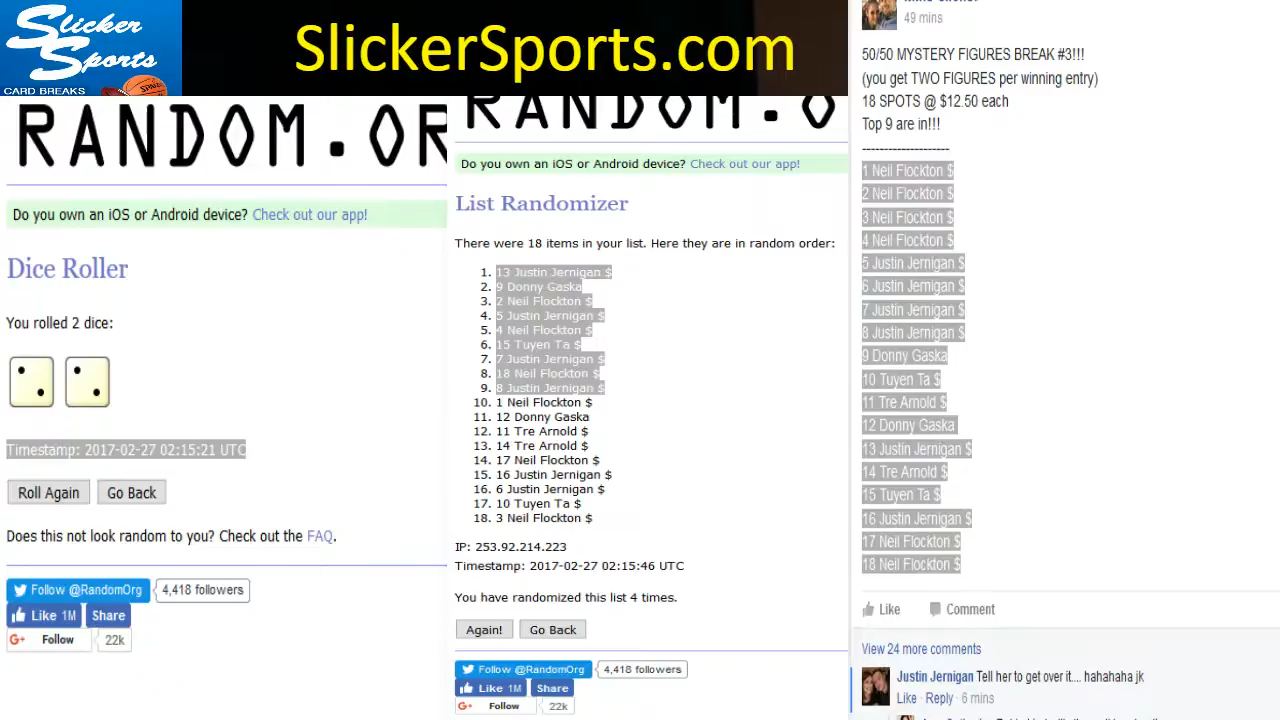 Slicker
Sports
CARD BREAKS
SlickerSports.com
RANDOM.OR
Do you own an iOS or Android device? Check out our app!
Dice Roller
You rolled 2 dice:
Timestamp: 2017-02-27 02:15:21 UTC
Roll Again
Go Back
Does this not look random to you? Check out the FAQ.
Follow @RandomOrg
4,418 followers
Like 1M
Share
G+ Follow
22k
RANDOM.O
Do you own an iOS or Android device? Check out our app!
List Randomizer
There were 18 items in your list. Here they are in random order:
1. 13 Justin Jernigan $
2. 9 Donny Gaska
3. 2 Neil Flockton $
4. 5 Justin Jernigan $
5. 4 Neil Flockton $
6. 15 Tuyen Ta $
7. 7 Justin Jernigan $
8. 18 Neil Flockton $
9. 8 Justin Jernigan $
10. 1 Neil Flockton $
11. 12 Donny Gaska
12. 11 Tre Arnold $
13. 14 Tre Arnold $
14. 17 Neil Flockton $
15. 16 Justin Jernigan $
16. 6 Justin Jernigan $
17. 10 Tuyen Ta $
18. 3 Neil Flockton $
IP: 253.92.214.223
Timestamp: 2017-02-27 02:15:46 UTC
You have randomized this list 4 times.
Again!
Go Back
Follow @RandomOrg
4,418 followers
Like 1M
Share
G+ Follow
22k
49 mins
50/50 MYSTERY FIGURES BREAK #3!!!
(you get TWO FIGURES per winning entry)
18 SPOTS @ $12.50 each
Top 9 are in!!!
--------------------
1 Neil Flockton $
2 Neil Flockton $
3 Neil Flockton $
4 Neil Flockton $
5 Justin Jernigan $
6 Justin Jernigan $
7 Justin Jernigan $
8 Justin Jernigan $
9 Donny Gaska
10 Tuyen Ta $
11 Tre Arnold $
12 Donny Gaska
13 Justin Jernigan $
14 Tre Arnold $
15 Tuyen Ta $
16 Justin Jernigan $
17 Neil Flockton $
18 Neil Flockton $
Like
Comment
View 24 more comments
Justin Jernigan Tell her to get over it.... hahahaha jk
Like · Reply · 6 mins